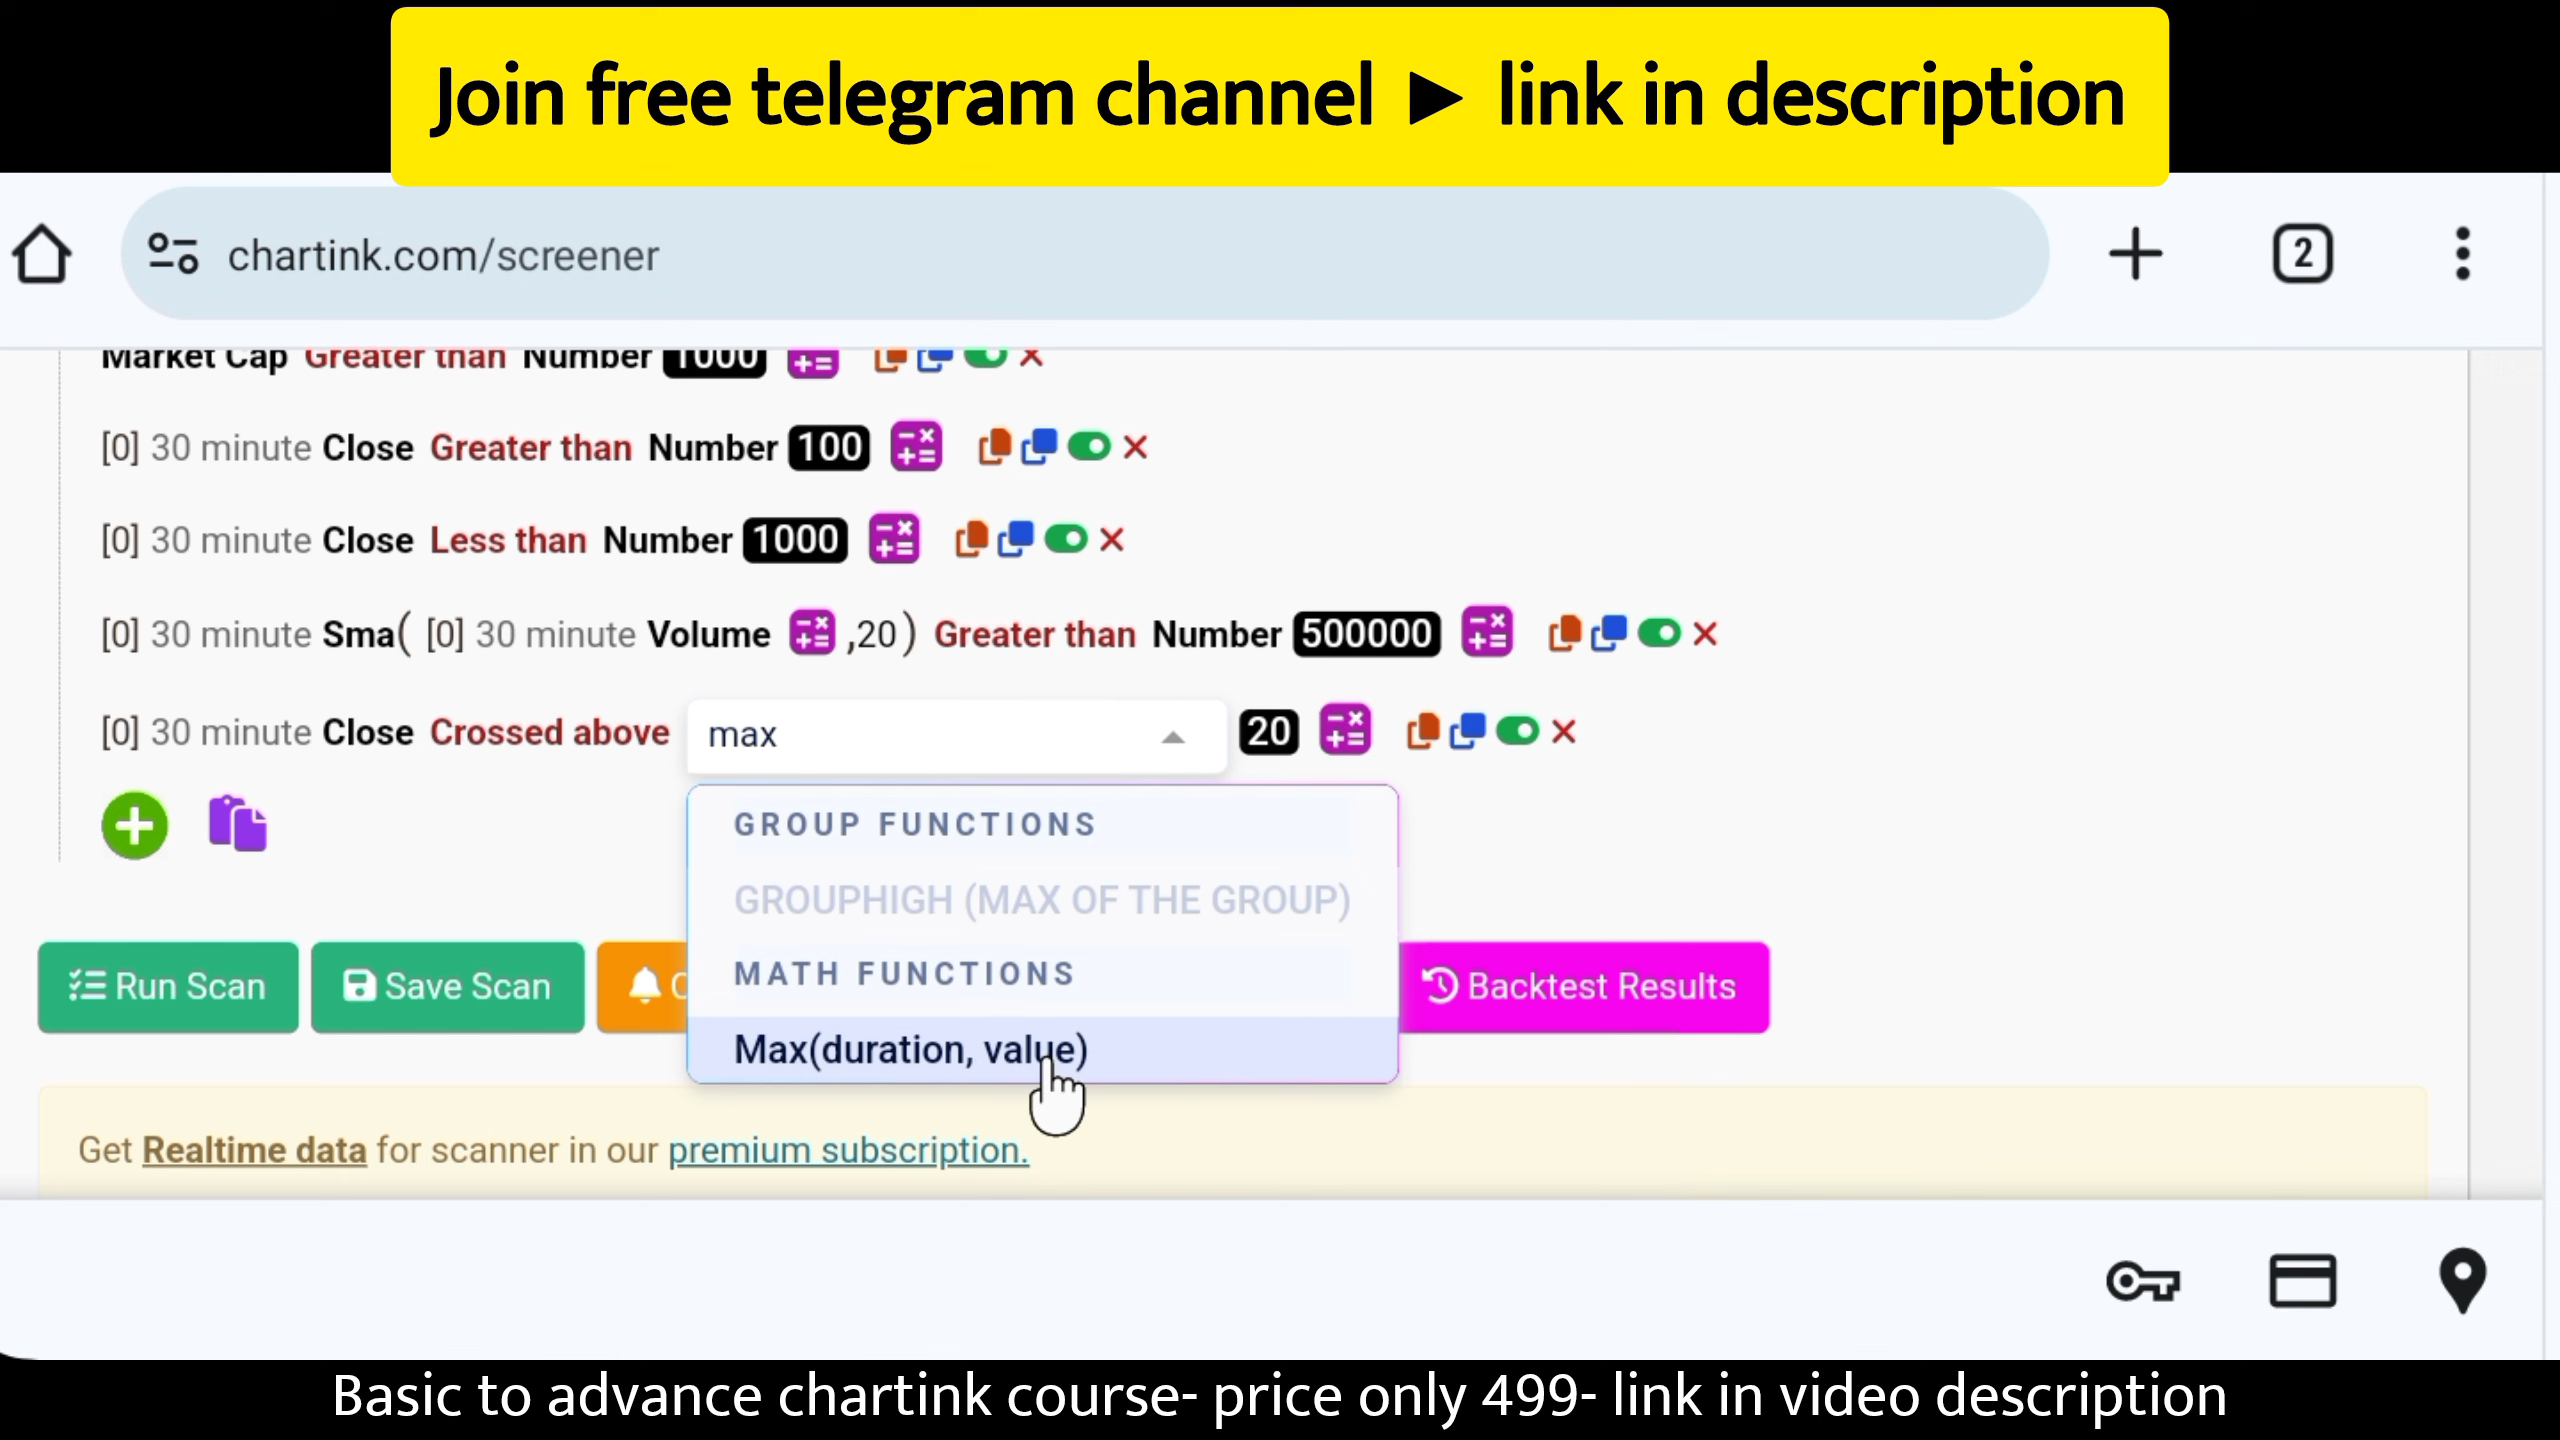 Join free telegram channel ► link in description
chartink.com/screener
2
Market Cap Greater than Number 1000
[0] 30 minute Close Greater than Number 100
[0] 30 minute Close Less than Number 1000
[0] 30 minute Sma( [0] 30 minute Volume ,20) Greater than Number 500000
[0] 30 minute Close Crossed above max 20
GROUP FUNCTIONS
GROUPHIGH (MAX OF THE GROUP)
MATH FUNCTIONS
Max(duration, value)
Run Scan Save Scan C Backtest Results
Get Realtime data for scanner in our premium subscription.
Basic to advance chartink course- price only 499- link in video description